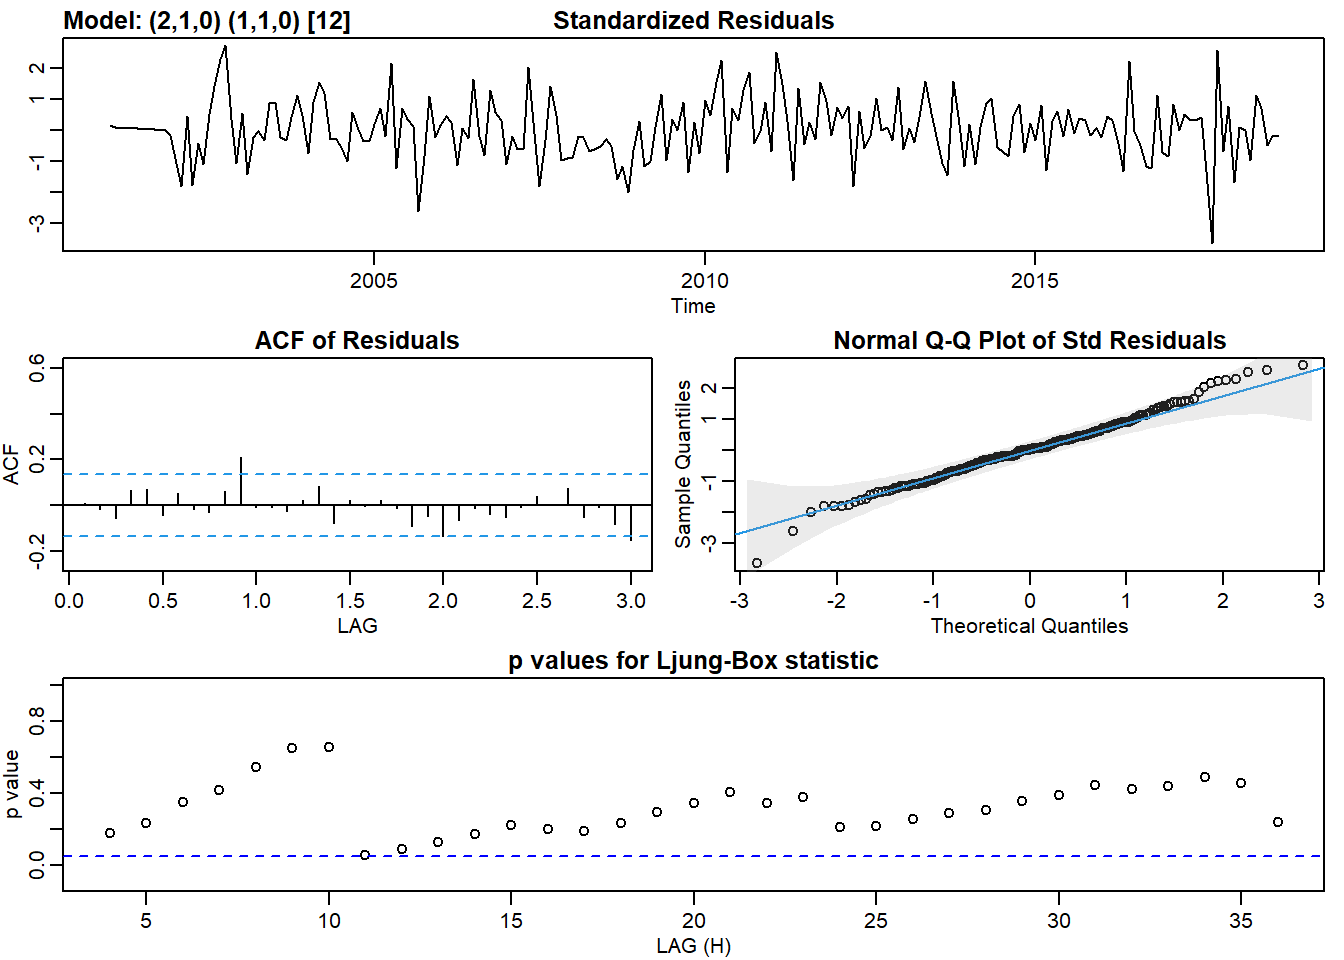 Model: (2,1,0) (1,1,0) [12] Standardized Residuals
2
1
-1
-3
2005 2010 2015
Time
ACF of Residuals
0.6
0.2
-0.2
ACF
0.0 0.5 1.0 1.5 2.0 2.5 3.0
LAG
Normal Q-Q Plot of Std Residuals
2
1
-1
-3
Sample Quantiles
-3 -2 -1 0 1 2 3
Theoretical Quantiles
p values for Ljung-Box statistic
0.8
0.4
0.0
p value
5 10 15 20 25 30 35
LAG (H)